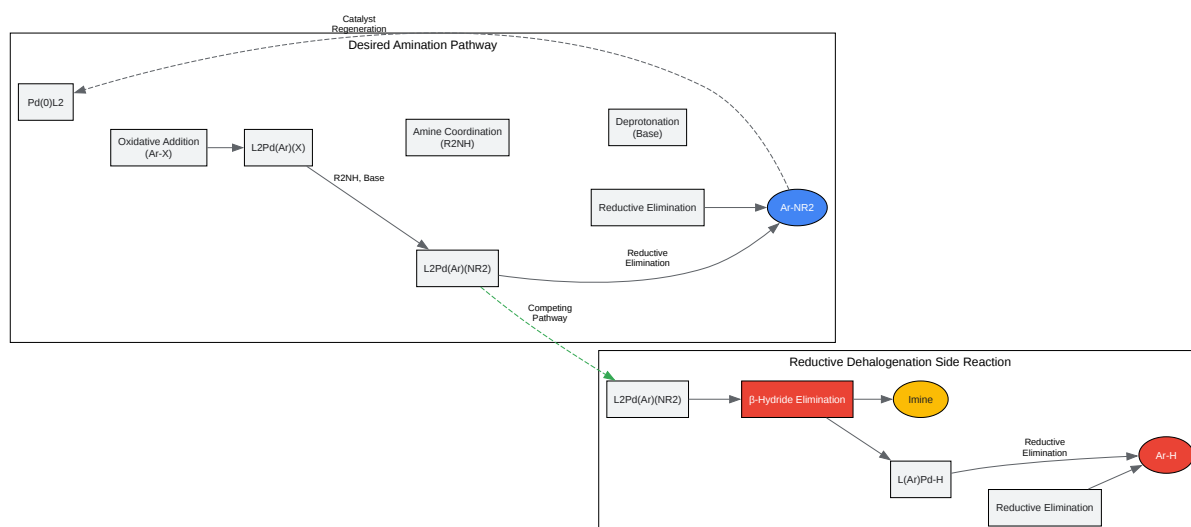 Catalyst
Regeneration
Desired Amination Pathway
Pd(0)L2
Oxidative Addition
(Ar-X)
L2Pd(Ar)(X)
Amine Coordination
(R2NH)
Deprotonation
(Base)
R2NH, Base
Reductive Elimination
Ar-NR2
L2Pd(Ar)(NR2)
Reductive
Elimination
Competing
Pathway
Reductive Dehalogenation Side Reaction
L2Pd(Ar)(NR2)
β-Hydride Elimination
Imine
Reductive
Elimination
Ar-H
L(Ar)Pd-H
Reductive Elimination